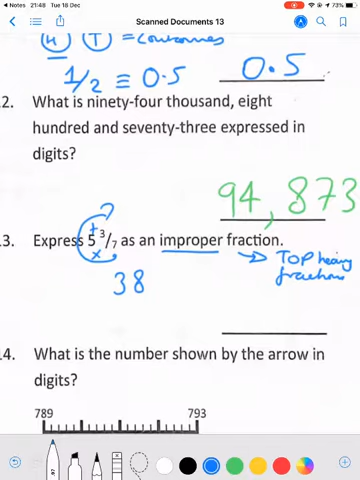 Notes 21:48 Tue 18 Dec 73%
Scanned Documents 13
H T = coursomes
1/2 ≡ 0.5 0.5
2. What is ninety-four thousand, eight
hundred and seventy-three expressed in
digits?
94,873
3. Express 5 3/7 as an improper fraction.
+
x
TOP heavy
fractions
38
4. What is the number shown by the arrow in
digits?
789 793